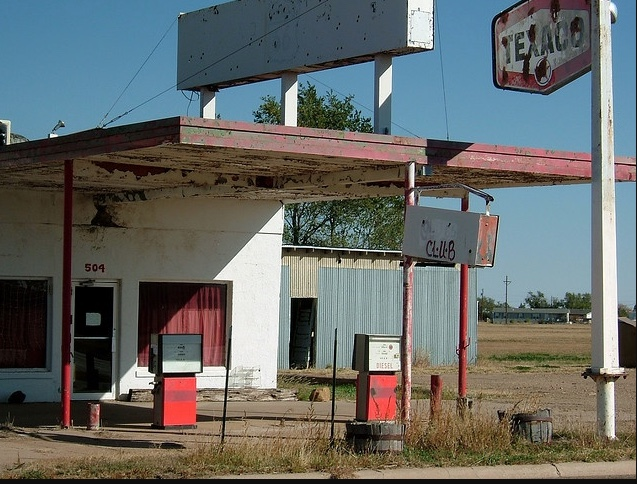 TEXACO
CLUB
504
DIESEL